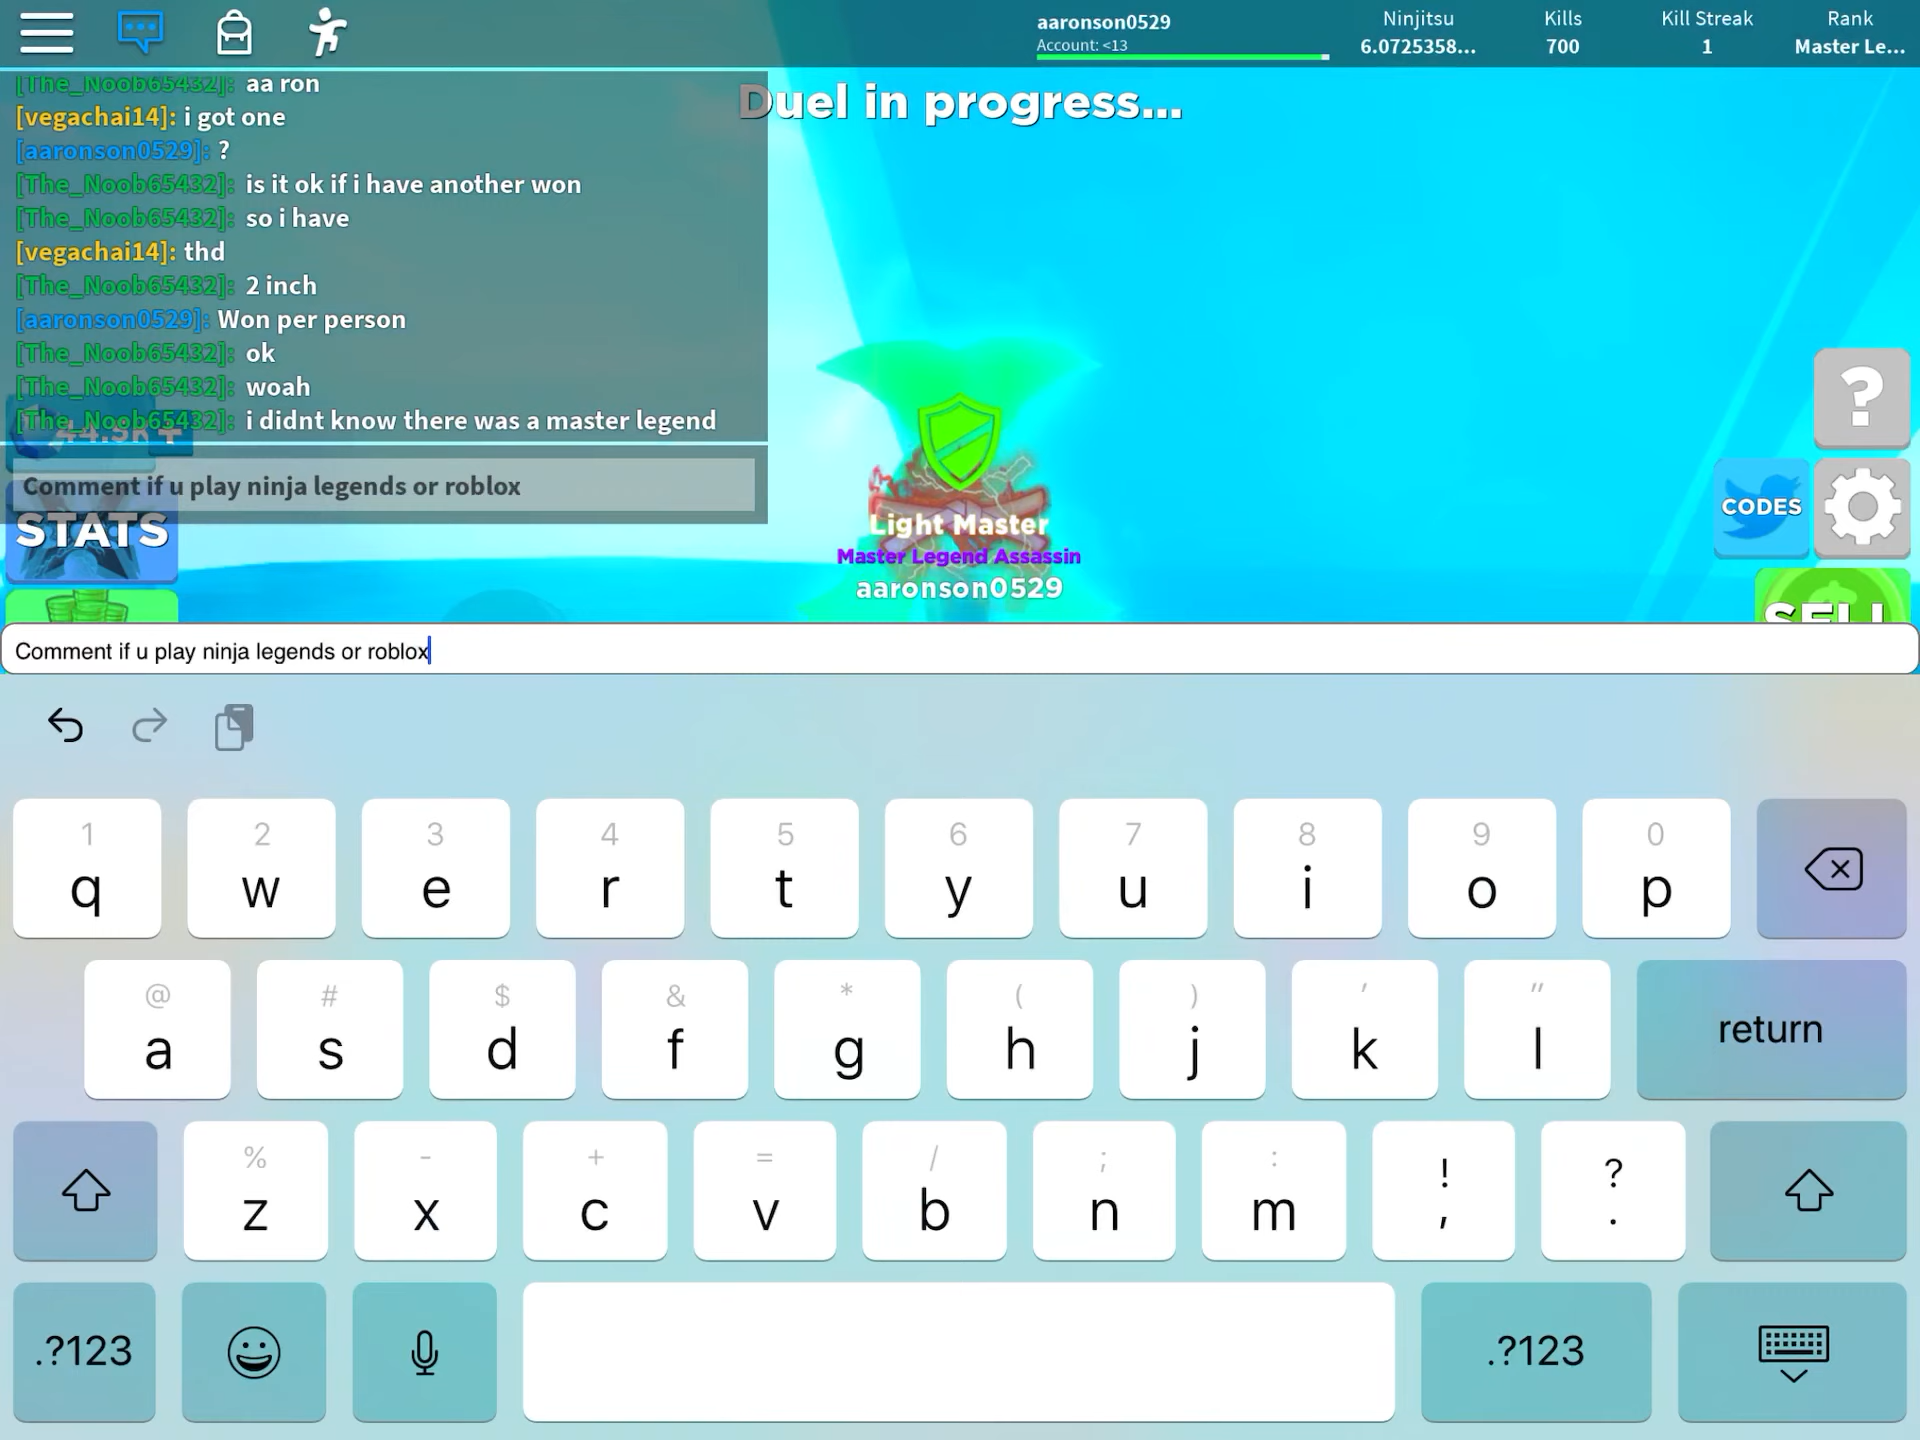 aaronson0529
Account: <13
Ninjitsu
6.0725358...
Kills
700
Kill Streak
1
Rank
Master Le...
Duel in progress...
[The_Noob65432]: aa ron
[vegachai14]: i got one
[aaronson0529]: ?
[The_Noob65432]: is it ok if i have another won
[The_Noob65432]: so i have
[vegachai14]: thd
[The_Noob65432]: 2 inch
[aaronson0529]: Won per person
[The_Noob65432]: ok
[The_Noob65432]: woah
[The_Noob65432]: i didnt know there was a master legend
44.5K +
Comment if u play ninja legends or roblox
STATS
?
CODES
SELL
Light Master
Master Legend Assassin
aaronson0529
Comment if u play ninja legends or roblox
1 2 3 4 5 6 7 8 9 0
q w e r t y u i o p
@ # $ & * ( ) ' "
a s d f g h j k l return
% - + = / ; : ! ?
z x c v b n m , .
.?123 .?123